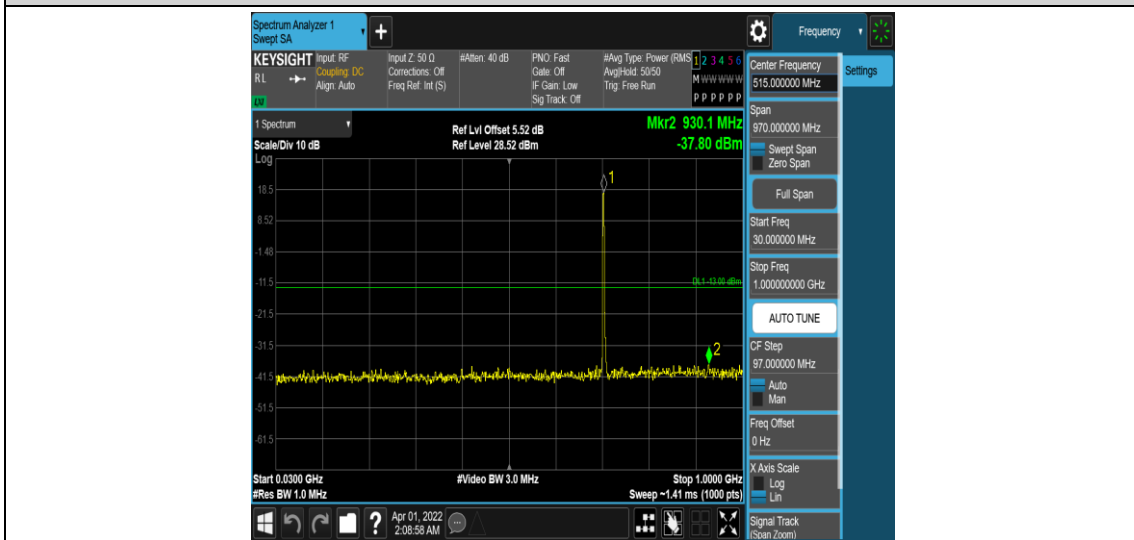 Spectrum Analyzer 1
Swept SA
+
Frequency
KEYSIGHT
RL
LXI
Input: RF
Coupling: DC
Align: Auto
Input Z: 50 Ω
Corrections: Off
Freq Ref: Int (S)
#Atten: 40 dB
PNO: Fast
Gate: Off
IF Gain: Low
Sig Track: Off
#Avg Type: Power (RMS
Avg|Hold: 50/50
Trig: Free Run
1 2 3 4 5 6
M W W W W W
P P P P P P
1 Spectrum
Scale/Div 10 dB
Log
Ref Lvl Offset 5.52 dB
Ref Level 28.52 dBm
Mkr2 930.1 MHz
-37.80 dBm
18.5
8.52
-1.48
-11.5
-21.5
-31.5
-41.5
-51.5
-61.5
1
DL1 -13.00 dBm
2
Start 0.0300 GHz
#Res BW 1.0 MHz
#Video BW 3.0 MHz
Stop 1.0000 GHz
Sweep ~1.41 ms (1000 pts)
Center Frequency
515.000000 MHz
Settings
Span
970.000000 MHz
Swept Span
Zero Span
Full Span
Start Freq
30.000000 MHz
Stop Freq
1.000000000 GHz
AUTO TUNE
CF Step
97.000000 MHz
Auto
Man
Freq Offset
0 Hz
X Axis Scale
Log
Lin
Signal Track
(Span Zoom)
?
Apr 01, 2022
2:08:58 AM